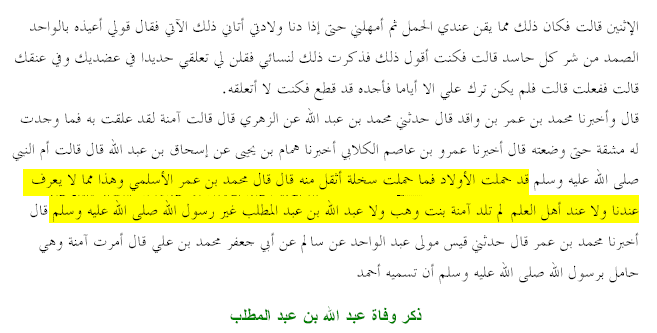 الإثنين قالت فكان ذلك مما يقن عندي الحمل ثم أمهلني حتى إذا دنا ولادتي أتاني ذلك الآتي فقال قولي أعيذه بالواحد
الصمد من شر كل حاسد قالت فكنت أقول ذلك فذكرت ذلك لنسائي فقلن لي تعلقي حديدا في عضديك وفي عنقك
قالت ففعلت قالت فلم يكن ترك علي الا أياما فأجده قد قطع فكنت لا أتعلقه.
قال وأخبرنا محمد بن عمر بن واقد قال حدثني محمد بن عبد الله عن الزهري قال قالت آمنة لقد علقت به فما وجدت
له مشقة حتى وضعته قال أخبرنا عمرو بن عاصم الكلابي أخبرنا همام بن يحيى عن إسحاق بن عبد الله قال قالت أم النبي
صلى الله عليه وسلم قد حملت الأولاد فما حملت سخلة أثقل منه قال قال محمد بن عمر الأسلمي وهذا مما لا يعرف
عندنا ولا عند أهل العلم لم تلد آمنة بنت وهب ولا عبد الله بن عبد المطلب غير رسول الله صلى الله عليه وسلم قال
أخبرنا محمد بن عمر قال حدثني قيس مولى عبد الواحد عن سالم عن أبي جعفر محمد بن علي قال أمرت آمنة وهي
حامل برسول الله صلى الله عليه وسلم أن تسميه أحمد
ذكر وفاة عبد الله بن عبد المطلب